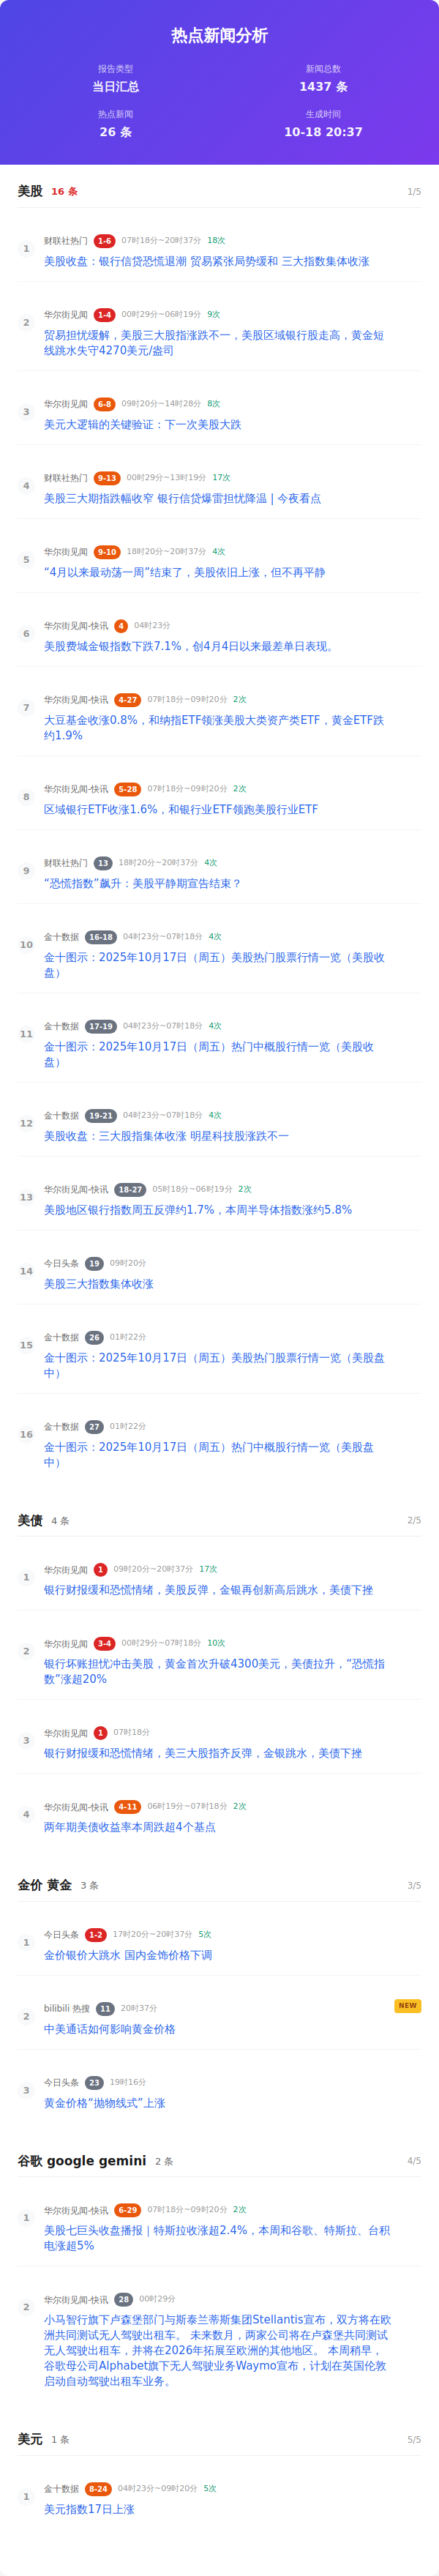 热点新闻分析
报告类型
新闻总数
当日汇总
1437 条
热点新闻
生成时间
26 条
10-18 20:37
美股 16 条 1/5
1 财联社热门 1-6 07时18分~20时37分 18次
美股收盘：银行信贷恐慌退潮 贸易紧张局势缓和 三大指数集体收涨
2 华尔街见闻 1-4 00时29分~06时19分 9次
贸易担忧缓解，美股三大股指涨跌不一，美股区域银行股走高，黄金短
线跳水失守4270美元/盎司
3 华尔街见闻 6-8 09时20分~14时28分 8次
美元大逻辑的关键验证：下一次美股大跌
4 财联社热门 9-13 00时29分~13时19分 17次
美股三大期指跌幅收窄 银行信贷爆雷担忧降温 | 今夜看点
5 华尔街见闻 9-10 18时20分~20时37分 4次
“4月以来最动荡一周”结束了，美股依旧上涨，但不再平静
6 华尔街见闻-快讯 4 04时23分
美股费城金银指数下跌7.1%，创4月4日以来最差单日表现。
7 华尔街见闻-快讯 4-27 07时18分~09时20分 2次
大豆基金收涨0.8%，和纳指ETF领涨美股大类资产类ETF，黄金ETF跌
约1.9%
8 华尔街见闻-快讯 5-28 07时18分~09时20分 2次
区域银行ETF收涨1.6%，和银行业ETF领跑美股行业ETF
9 财联社热门 13 18时20分~20时37分 4次
“恐慌指数”飙升：美股平静期宣告结束？
10 金十数据 16-18 04时23分~07时18分 4次
金十图示：2025年10月17日（周五）美股热门股票行情一览（美股收
盘）
11 金十数据 17-19 04时23分~07时18分 4次
金十图示：2025年10月17日（周五）热门中概股行情一览（美股收
盘）
12 金十数据 19-21 04时23分~07时18分 4次
美股收盘：三大股指集体收涨 明星科技股涨跌不一
13 华尔街见闻-快讯 18-27 05时18分~06时19分 2次
美股地区银行指数周五反弹约1.7%，本周半导体指数涨约5.8%
14 今日头条 19 09时20分
美股三大指数集体收涨
15 金十数据 26 01时22分
金十图示：2025年10月17日（周五）美股热门股票行情一览（美股盘
中）
16 金十数据 27 01时22分
金十图示：2025年10月17日（周五）热门中概股行情一览（美股盘
中）
美债 4 条 2/5
1 华尔街见闻 1 09时20分~20时37分 17次
银行财报缓和恐慌情绪，美股反弹，金银再创新高后跳水，美债下挫
2 华尔街见闻 3-4 00时29分~07时18分 10次
银行坏账担忧冲击美股，黄金首次升破4300美元，美债拉升，“恐慌指
数”涨超20%
3 华尔街见闻 1 07时18分
银行财报缓和恐慌情绪，美三大股指齐反弹，金银跳水，美债下挫
4 华尔街见闻-快讯 4-11 06时19分~07时18分 2次
两年期美债收益率本周跌超4个基点
金价 黄金 3 条 3/5
1 今日头条 1-2 17时20分~20时37分 5次
金价银价大跳水 国内金饰价格下调
2 bilibili 热搜 11 20时37分 NEW
中美通话如何影响黄金价格
3 今日头条 23 19时16分
黄金价格“抛物线式”上涨
谷歌 google gemini 2 条 4/5
1 华尔街见闻-快讯 6-29 07时18分~09时20分 2次
美股七巨头收盘播报｜特斯拉收涨超2.4%，本周和谷歌、特斯拉、台积
电涨超5%
2 华尔街见闻-快讯 28 00时29分
小马智行旗下卢森堡部门与斯泰兰蒂斯集团Stellantis宣布，双方将在欧
洲共同测试无人驾驶出租车。 未来数月，两家公司将在卢森堡共同测试
无人驾驶出租车，并将在2026年拓展至欧洲的其他地区。 本周稍早，
谷歌母公司Alphabet旗下无人驾驶业务Waymo宣布，计划在英国伦敦
启动自动驾驶出租车业务。
美元 1 条 5/5
1 金十数据 8-24 04时23分~09时20分 5次
美元指数17日上涨